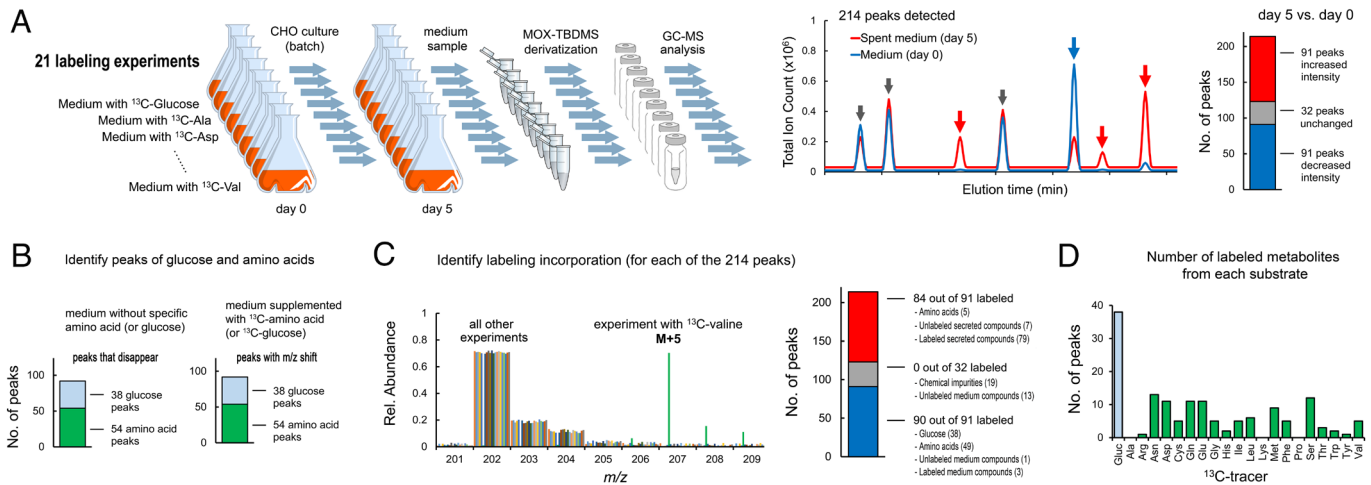 A
21 labeling experiments
Medium with ¹³C-Glucose
Medium with ¹³C-Ala
Medium with ¹³C-Asp
Medium with ¹³C-Val
CHO culture
(batch)
day 0
medium
sample
day 5
MOX-TBDMS
derivatization
GC-MS
analysis
214 peaks detected
Spent medium (day 5)
Medium (day 0)
Total Ion Count (x10⁶)
0.8
0.6
0.4
0.2
0
Elution time (min)
day 5 vs. day 0
No. of peaks
200
150
100
50
0
91 peaks
increased
intensity
32 peaks
unchanged
91 peaks
decreased
intensity
B
Identify peaks of glucose and amino acids
medium without specific
amino acid (or glucose)
peaks that disappear
No. of peaks
100
50
0
38 glucose
peaks
54 amino acid
peaks
medium supplemented
with ¹³C-amino acid
(or ¹³C-glucose)
peaks with m/z shift
150
100
50
0
38 glucose
peaks
54 amino acid
peaks
C
Identify labeling incorporation (for each of the 214 peaks)
Rel. Abundance
1
0.8
0.6
0.4
0.2
0
all other
experiments
experiment with ¹³C-valine
M+5
201 202 203 204 205 206 207 208 209
m/z
No. of peaks
200
150
100
50
0
84 out of 91 labeled
- Amino acids (5)
- Unlabeled secreted compounds (7)
- Labeled secreted compounds (79)
0 out of 32 labeled
- Chemical impurities (19)
- Unlabeled medium compounds (13)
90 out of 91 labeled
- Glucose (38)
- Amino acids (49)
- Unlabeled medium compounds (1)
- Labeled medium compounds (3)
D
Number of labeled metabolites
from each substrate
No. of peaks
40
30
20
10
0
Gluc Ala Arg Asn Asp Cys Gln Glu Gly His Ile Leu Lys Met Phe Pro Ser Thr Trp Tyr Val
¹³C-tracer